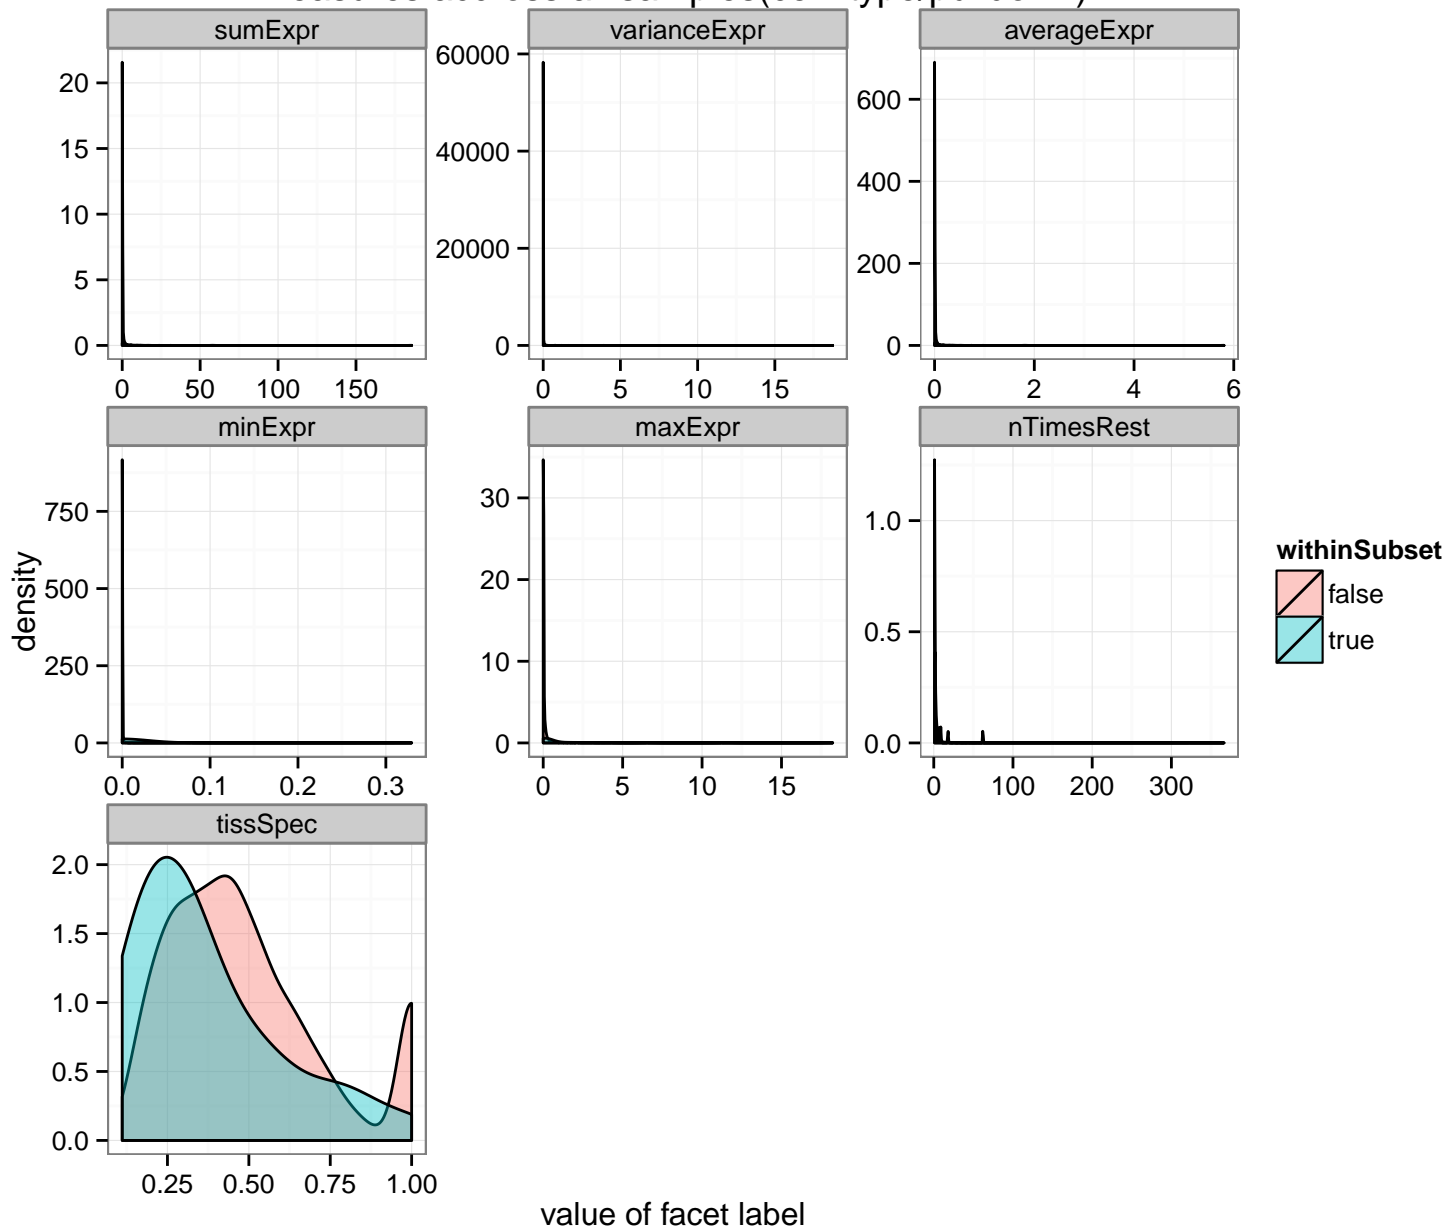 sumExpr varianceExpr averageExpr
20
15
10
5
0
0 50 100 150
60000
40000
20000
0
0 5 10 15
600
400
200
0
0 2 4 6
minExpr maxExpr nTimesRest
750
500
250
0
0.0 0.1 0.2 0.3
30
20
10
0
0 5 10 15
1.0
0.5
0.0
0 100 200 300
density
withinSubset
false
true
tissSpec
2.0
1.5
1.0
0.5
0.0
0.25 0.50 0.75 1.00
value of facet label